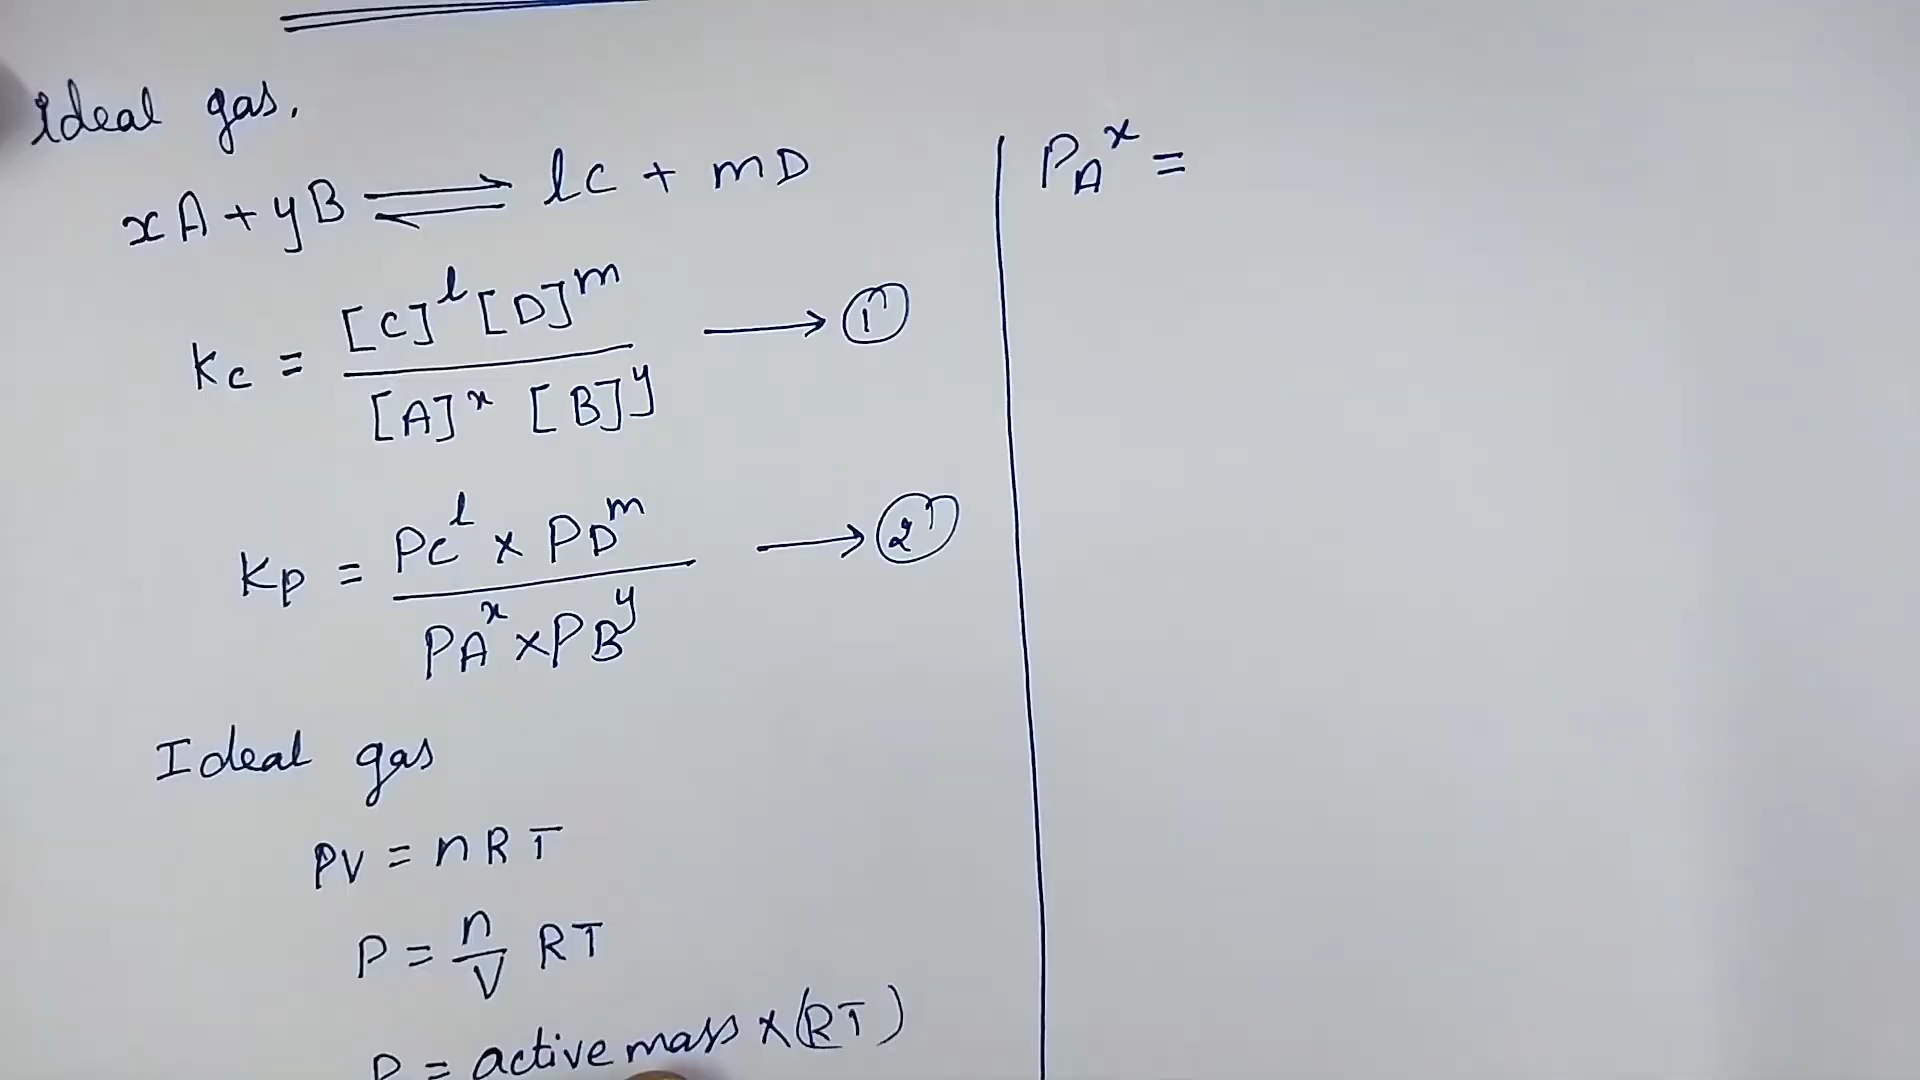 Ideal gas.
xA + yB ⇌ lC + mD
Kc = [C]^l [D]^m / [A]^x [B]^y → ①
Kp = PC^l × PD^m / PA^x × PB^y → ②
Ideal gas
PV = nRT
P = n/V RT
P = active mass × (RT)
PA^x =